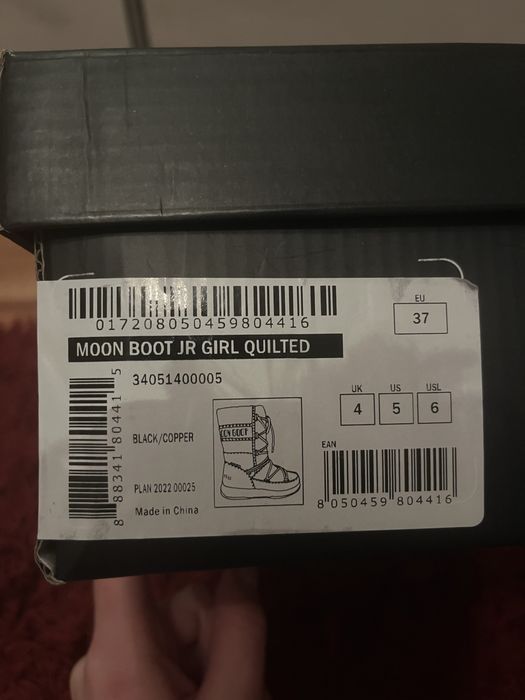 017208050459804416
EU
37
MOON BOOT JR GIRL QUILTED
34051400005
UK US USL
4 5 6
BLACK/COPPER
EAN
PLAN 2022 00025
Made in China
8 050459 804416
8 88341 80441 5